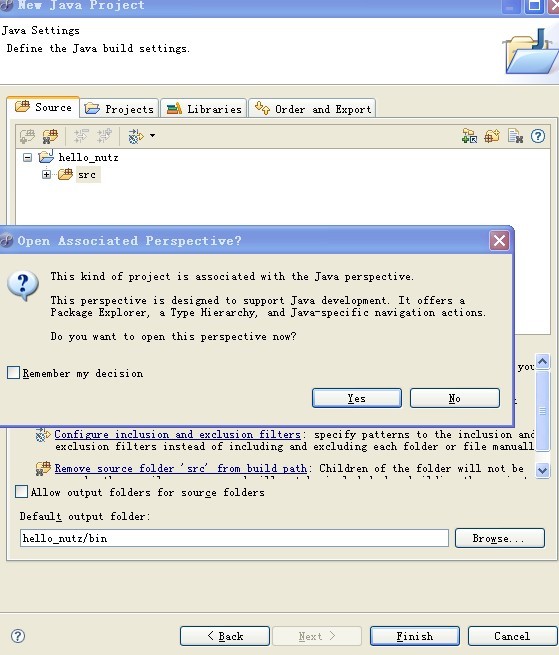 New Java Project
Java Settings
Define the Java build settings.
Source
Projects
Libraries
Order and Export
hello_nutz
src
Open Associated Perspective?
This kind of project is associated with the Java perspective.
This perspective is designed to support Java development. It offers a
Package Explorer, a Type Hierarchy, and Java-specific navigation actions.
Do you want to open this perspective now?
you
Remember my decision
Yes
No
Configure inclusion and exclusion filters: specify patterns to the inclusion and
exclusion filters instead of including and excluding each folder or file manuall
Remove source folder 'src' from build path: Children of the folder will not be
Allow output folders for source folders
Default output folder:
hello_nutz/bin
Browse...
< Back
Next >
Finish
Cancel